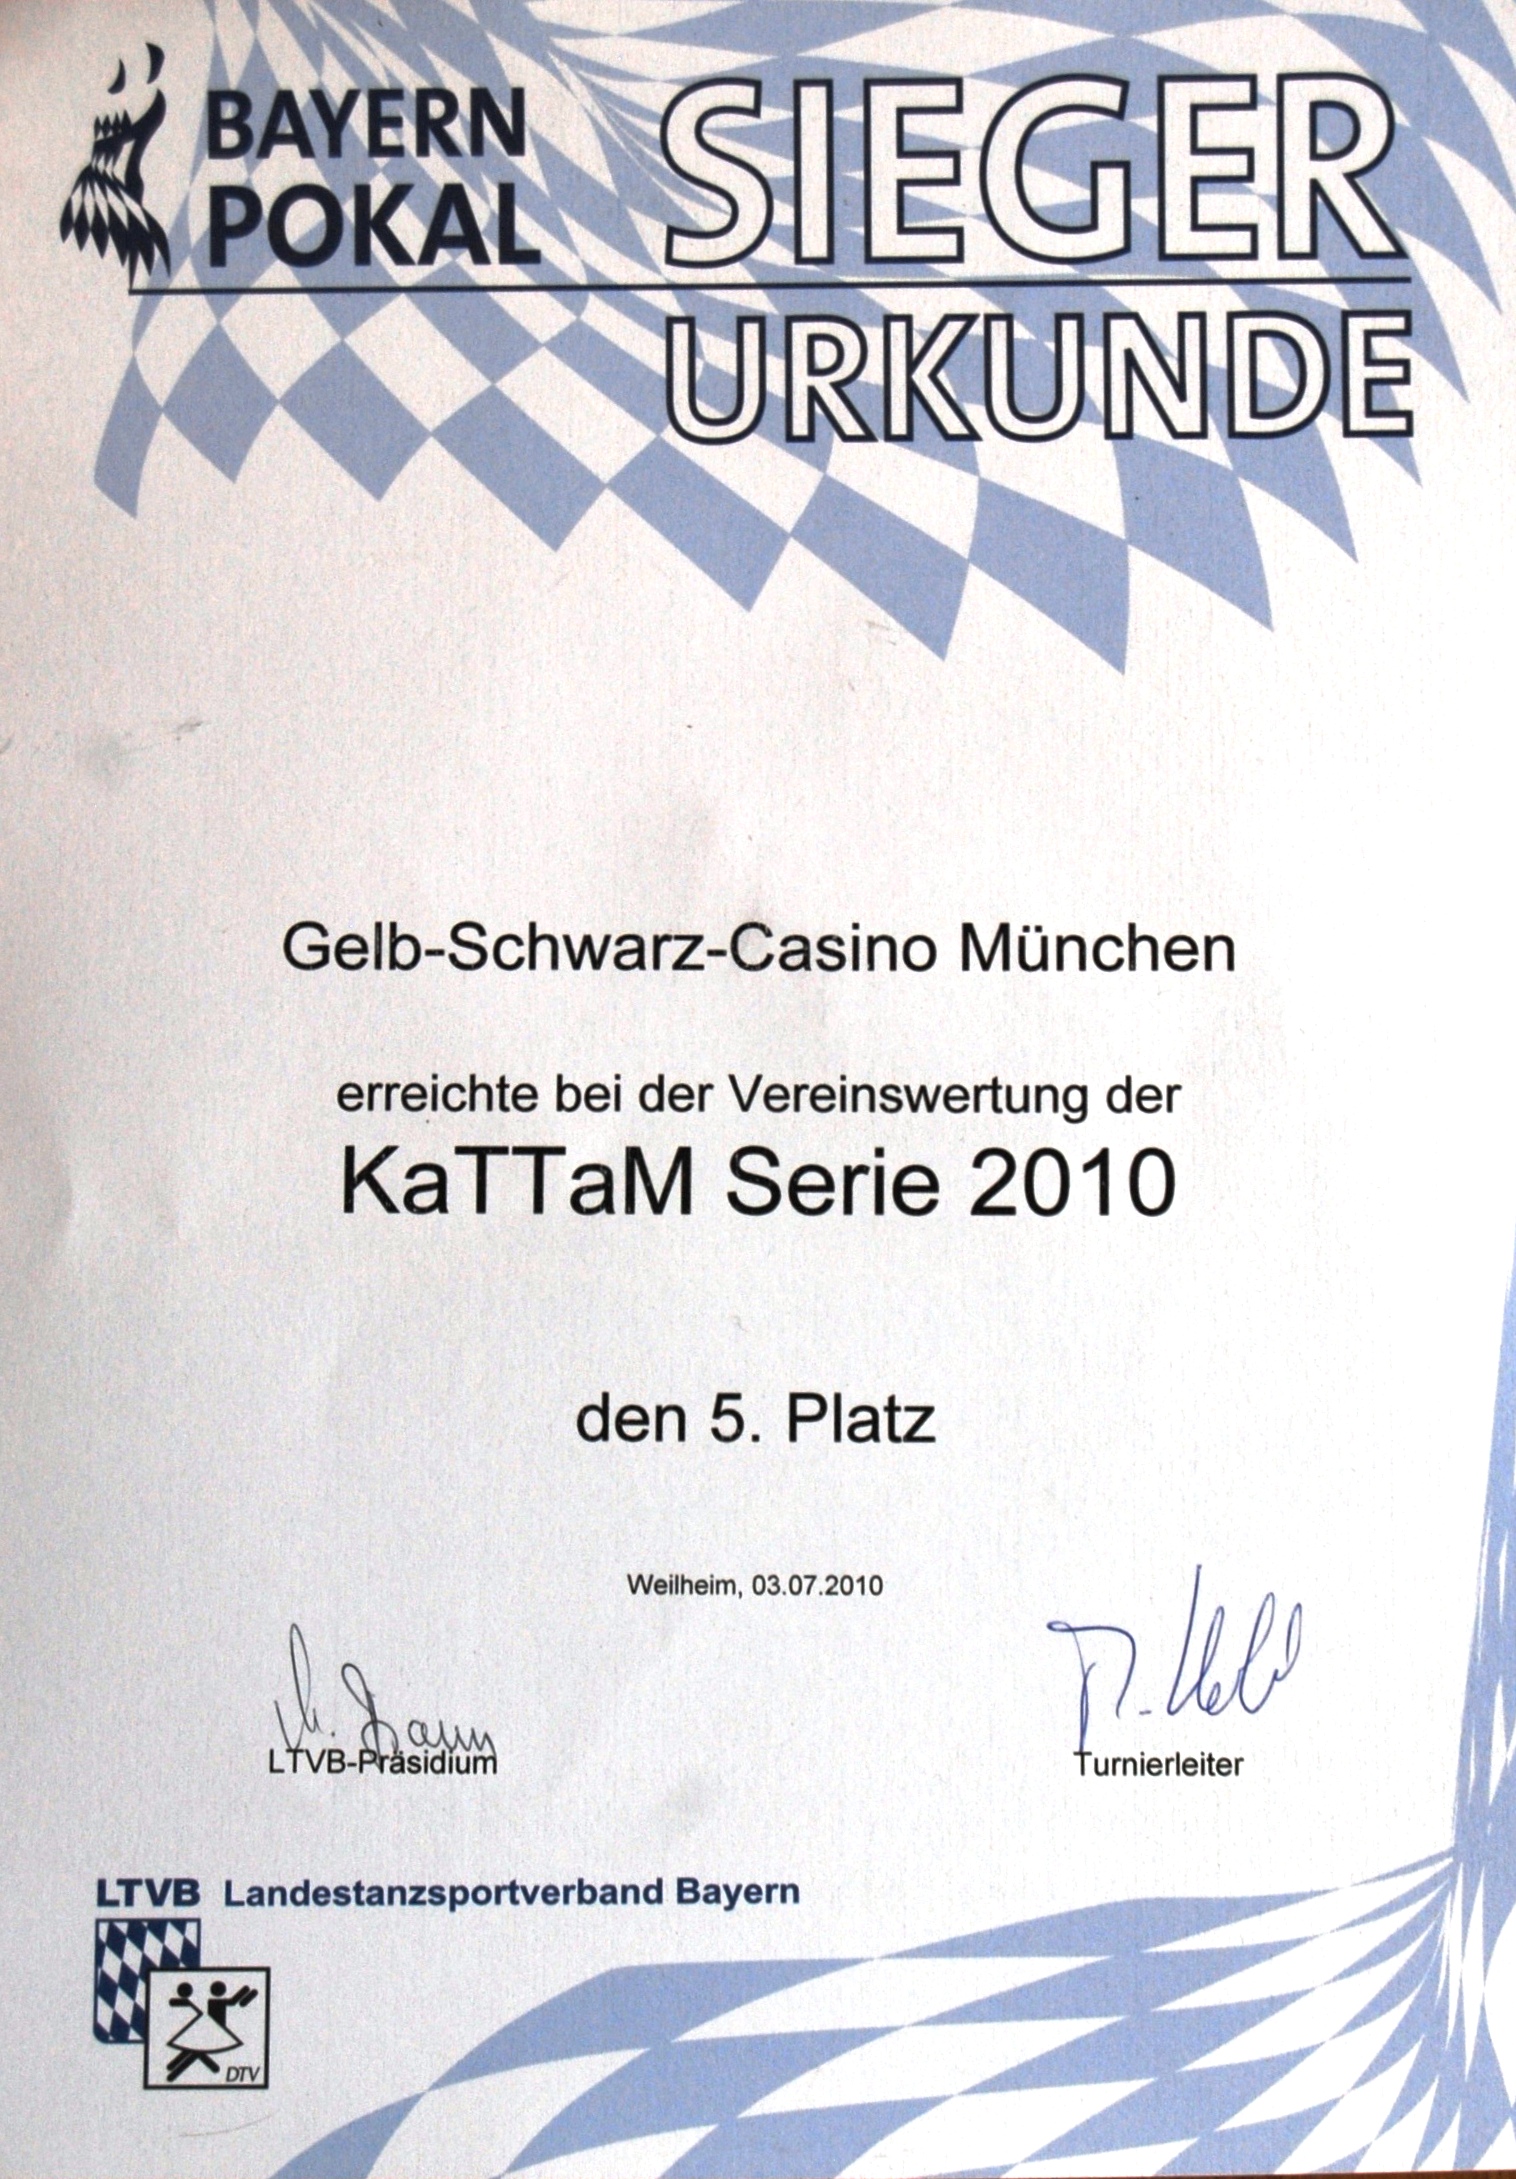 BAYERN
POKAL
SIEGER
URKUNDE
Gelb-Schwarz-Casino München
erreichte bei der Vereinswertung der
KaTTaM Serie 2010
den 5. Platz
Weilheim, 03.07.2010
LTVB-Präsidium
Turnierleiter
LTVB Landestanzsportverband Bayern
DTV